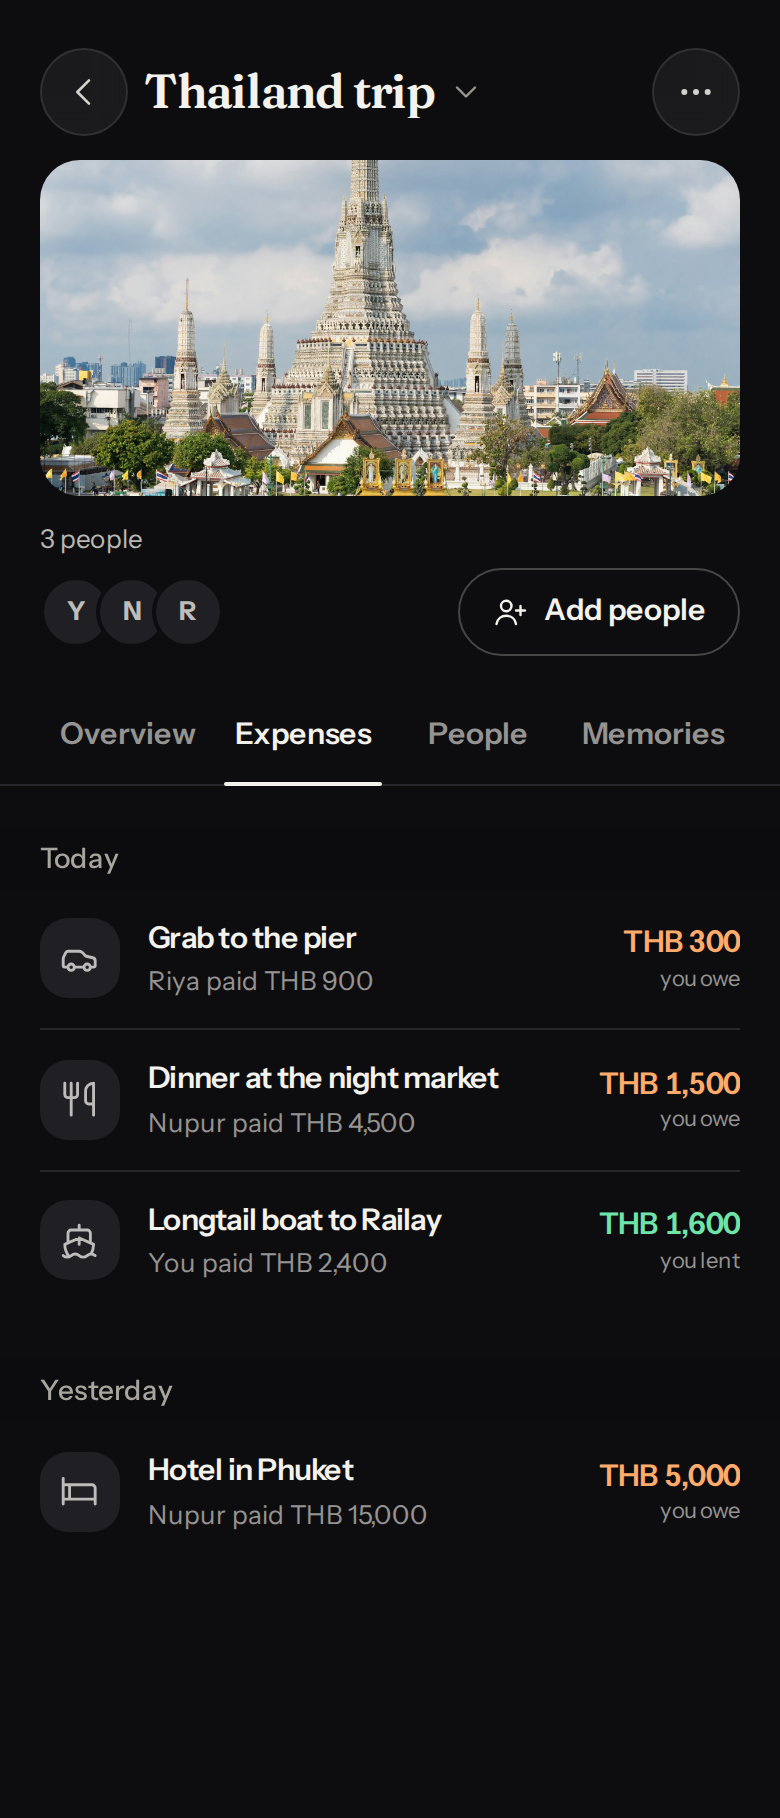 Thailand trip
3 people
Y N R
Add people
Overview Expenses People Memories
Today
Grab to the pier
THB 300
Riya paid THB 900
you owe
Dinner at the night market
THB 1,500
Nupur paid THB 4,500
you owe
Longtail boat to Railay
THB 1,600
You paid THB 2,400
you lent
Yesterday
Hotel in Phuket
THB 5,000
Nupur paid THB 15,000
you owe